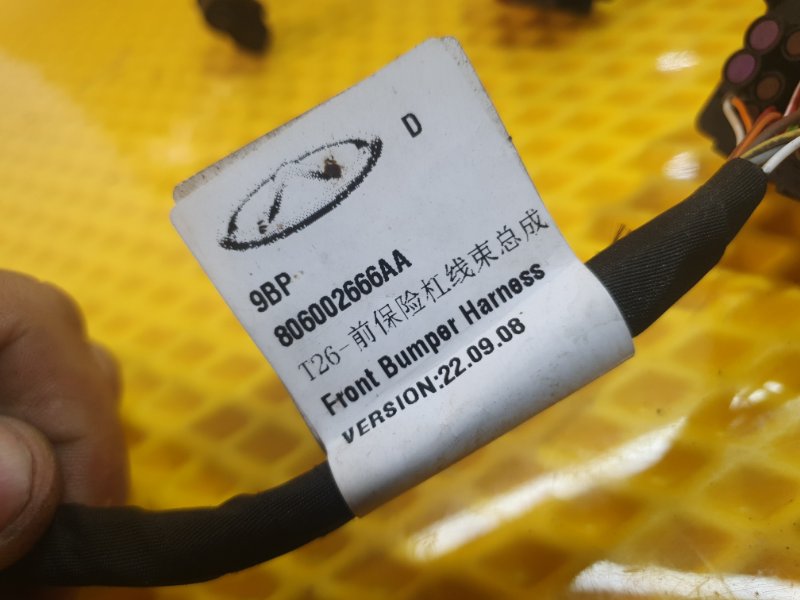 D
9BP
806002666AA
T26-前保险杠线束总成
Front Bumper Harness
VERSION:22.09.08